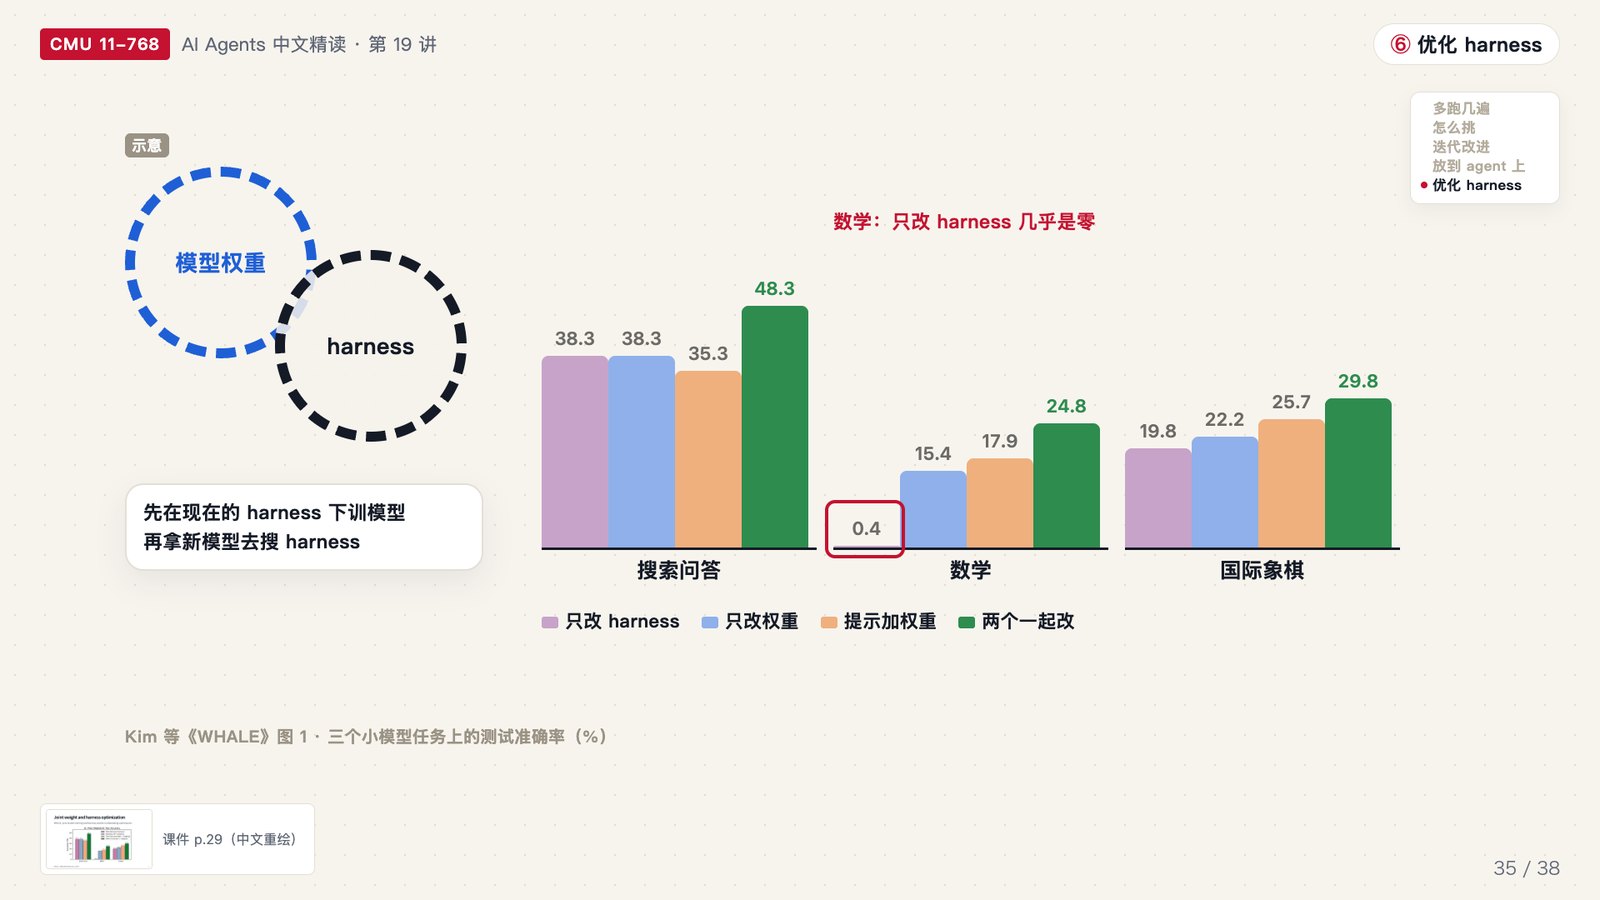 CMU 11-768 AI Agents 中文精读 · 第 19 讲
⑥ 优化 harness
多跑几遍
怎么挑
迭代改进
放到 agent 上
优化 harness
示意
模型权重
harness
先在现在的 harness 下训模型
再拿新模型去搜 harness
数学：只改 harness 几乎是零
38.3 38.3 35.3 48.3
0.4 15.4 17.9 24.8
19.8 22.2 25.7 29.8
搜索问答 数学 国际象棋
只改 harness 只改权重 提示加权重 两个一起改
Kim 等《WHALE》图 1 · 三个小模型任务上的测试准确率（%）
Joint weight and harness optimization
课件 p.29（中文重绘）
35 / 38